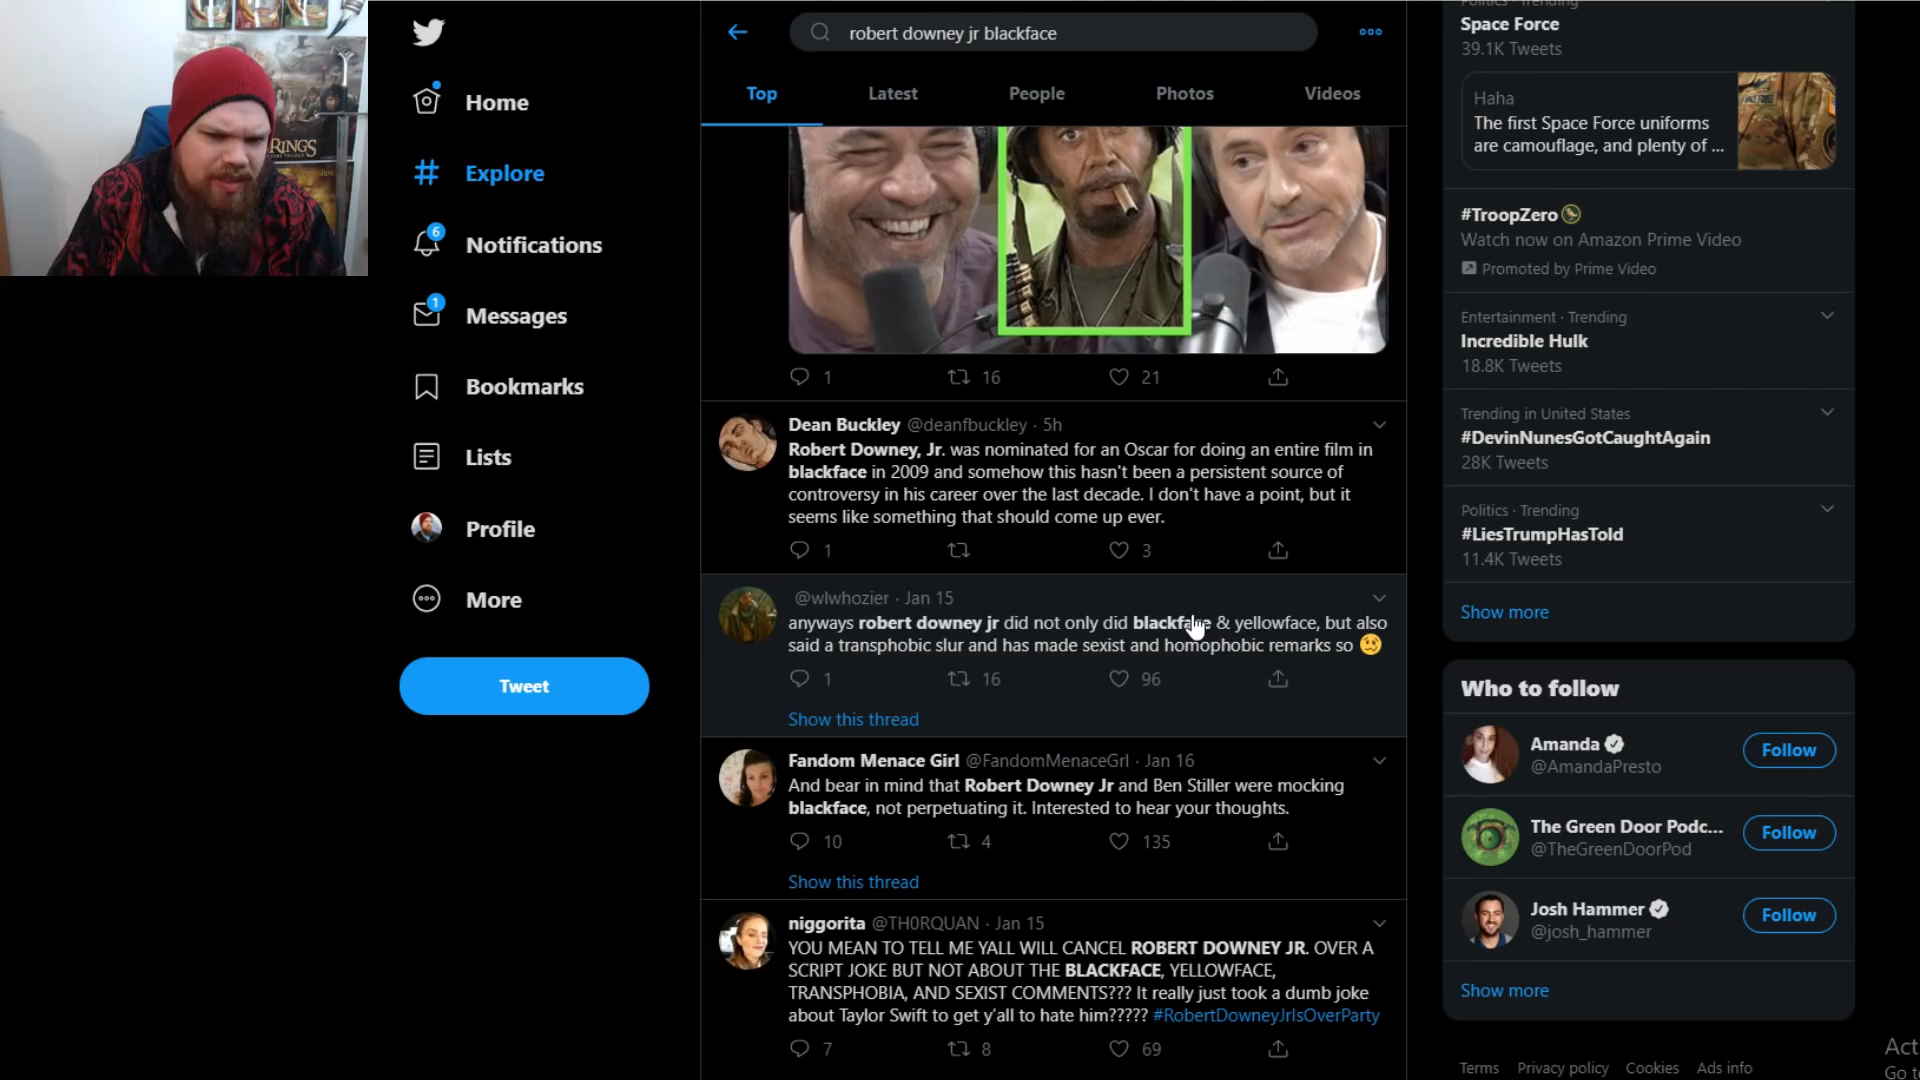 RINGS
Home
Explore
6
Notifications
1
Messages
Bookmarks
Lists
Profile
More
Tweet
robert downey jr blackface
Top Latest People Photos Videos
1 16 21
Dean Buckley @deanfbuckley · 5h
Robert Downey, Jr. was nominated for an Oscar for doing an entire film in
blackface in 2009 and somehow this hasn't been a persistent source of
controversy in his career over the last decade. I don't have a point, but it
seems like something that should come up ever.
1 3
@wlwhozier · Jan 15
anyways robert downey jr did not only did blackface & yellowface, but also
said a transphobic slur and has made sexist and homophobic remarks so 🥴
1 16 96
Show this thread
Fandom Menace Girl @FandomMenaceGrl · Jan 16
And bear in mind that Robert Downey Jr and Ben Stiller were mocking
blackface, not perpetuating it. Interested to hear your thoughts.
10 4 135
Show this thread
niggorita @TH0RQUAN · Jan 15
YOU MEAN TO TELL ME YALL WILL CANCEL ROBERT DOWNEY JR. OVER A
SCRIPT JOKE BUT NOT ABOUT THE BLACKFACE, YELLOWFACE,
TRANSPHOBIA, AND SEXIST COMMENTS??? It really just took a dumb joke
about Taylor Swift to get y'all to hate him????? #RobertDowneyJrIsOverParty
7 8 69
Politics · Trending
Space Force
39.1K Tweets
Haha
The first Space Force uniforms
are camouflage, and plenty of ...
#TroopZero
Watch now on Amazon Prime Video
Promoted by Prime Video
Entertainment · Trending
Incredible Hulk
18.8K Tweets
Trending in United States
#DevinNunesGotCaughtAgain
28K Tweets
Politics · Trending
#LiesTrumpHasTold
11.4K Tweets
Show more
Who to follow
Amanda
@AmandaPresto
Follow
The Green Door Podc...
@TheGreenDoorPod
Follow
Josh Hammer
@josh_hammer
Follow
Show more
Terms Privacy policy Cookies Ads info
Act
Go t